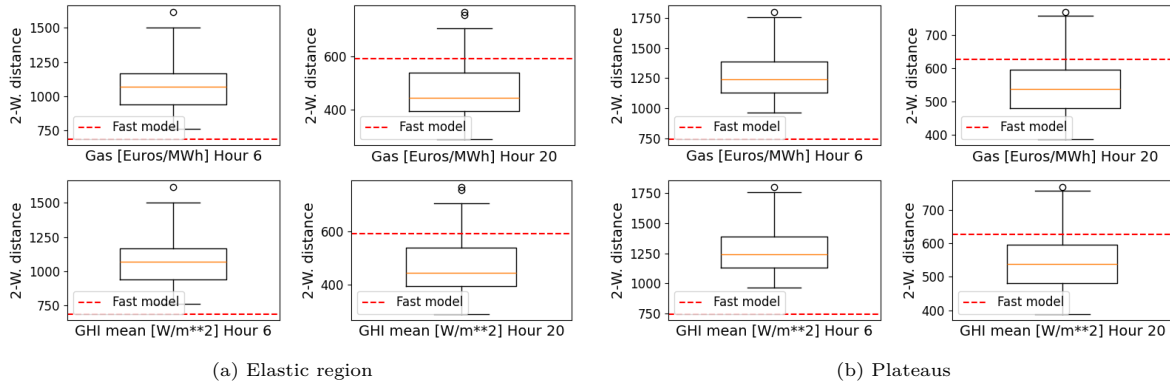 1500
1250
1000
750
2-W. distance
Fast model
Gas [Euros/MWh] Hour 6
600
400
2-W. distance
Fast model
Gas [Euros/MWh] Hour 20
1750
1500
1250
1000
750
2-W. distance
Fast model
Gas [Euros/MWh] Hour 6
700
600
500
400
2-W. distance
Fast model
Gas [Euros/MWh] Hour 20
1500
1250
1000
750
2-W. distance
Fast model
GHI mean [W/m**2] Hour 6
600
400
2-W. distance
Fast model
GHI mean [W/m**2] Hour 20
1750
1500
1250
1000
750
2-W. distance
Fast model
GHI mean [W/m**2] Hour 6
700
600
500
400
2-W. distance
Fast model
GHI mean [W/m**2] Hour 20
(a) Elastic region
(b) Plateaus